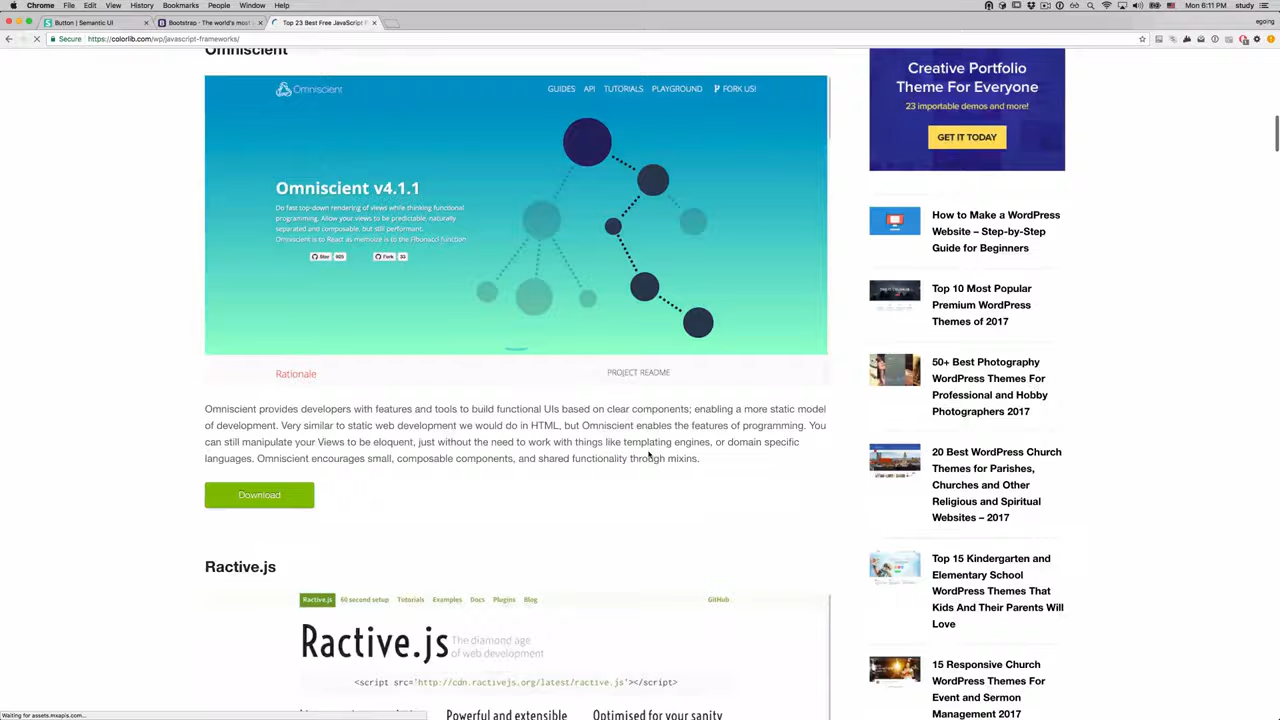 Chrome File Edit View History Bookmarks People Window Help
Mon 6:11 PM study
Button | Semantic UI
Bootstrap · The world's most
Top 23 Best Free JavaScript F
egoing
Secure https://colorlib.com/wp/javascript-frameworks/
Omniscient
Omniscient
GUIDES API TUTORIALS PLAYGROUND FORK US!
Omniscient v4.1.1
Do fast top-down rendering of views while thinking functional
programming. Allow your views to be predictable, naturally
separated and composable, but still performant.
Omniscient is to React as memoize is to the Fibonacci function
Star 905 Fork 33
Rationale
PROJECT README
Omniscient provides developers with features and tools to build functional UIs based on clear components; enabling a more static model
of development. Very similar to static web development we would do in HTML, but Omniscient enables the features of programming. You
can still manipulate your Views to be eloquent, just without the need to work with things like templating engines, or domain specific
languages. Omniscient encourages small, composable components, and shared functionality through mixins.
Download
Ractive.js
Ractive.js 60 second setup Tutorials Examples Docs Plugins Blog GitHub
Ractive.js
The diamond age
of web development
<script src='http://cdn.ractivejs.org/latest/ractive.js'></script>
Powerful and extensible
Optimised for your sanity
Creative Portfolio
Theme For Everyone
23 importable demos and more!
GET IT TODAY
How to Make a WordPress
Website – Step-by-Step
Guide for Beginners
Top 10 Most Popular
Premium WordPress
Themes of 2017
50+ Best Photography
WordPress Themes For
Professional and Hobby
Photographers 2017
20 Best WordPress Church
Themes for Parishes,
Churches and Other
Religious and Spiritual
Websites – 2017
Top 15 Kindergarten and
Elementary School
WordPress Themes That
Kids And Their Parents Will
Love
15 Responsive Church
WordPress Themes For
Event and Sermon
Management 2017
Waiting for assets.mxapis.com...